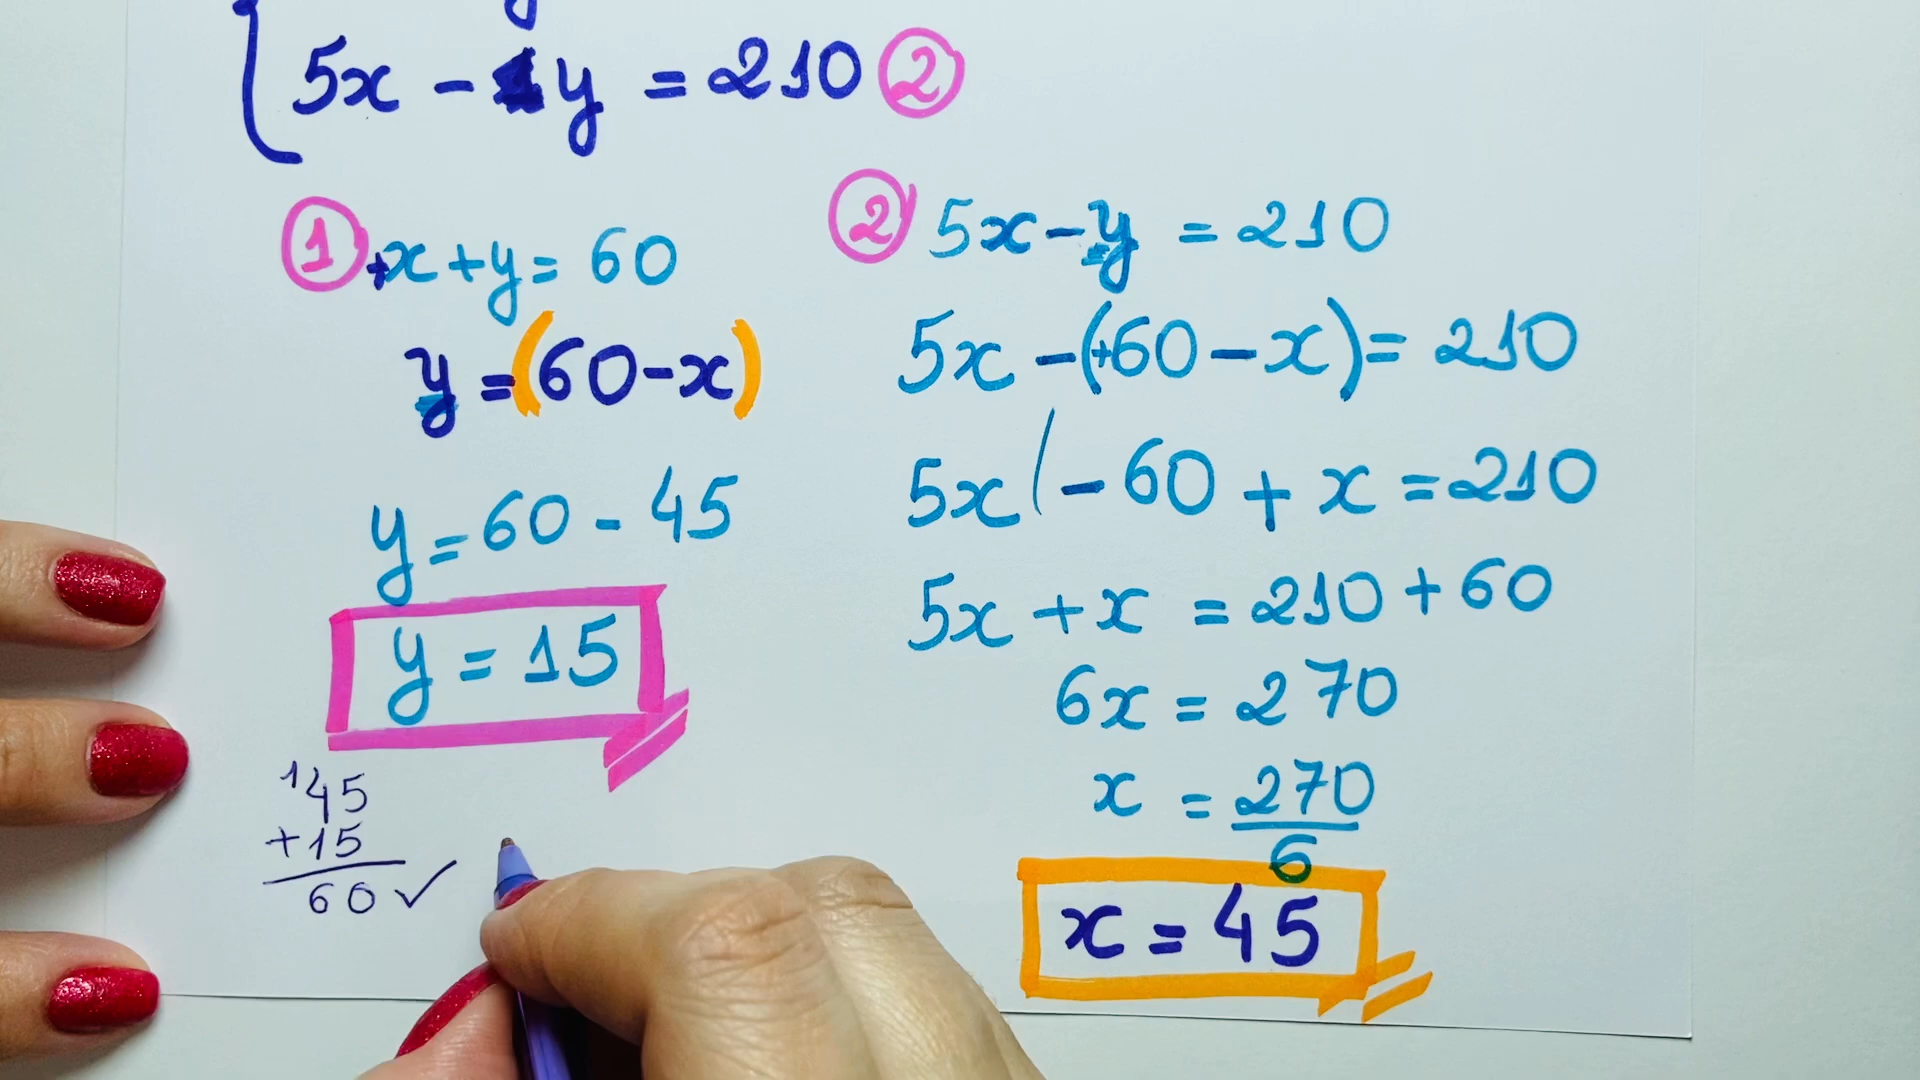 5x - y = 210 ②
① +x + y = 60
y = (60 - x)
y = 60 - 45
y = 15
1
45
+ 15
60 ✓
② 5x - y = 210
5x - (+60 - x) = 210
5x - 60 + x = 210
5x + x = 210 + 60
6x = 270
x = 270
6
x = 45